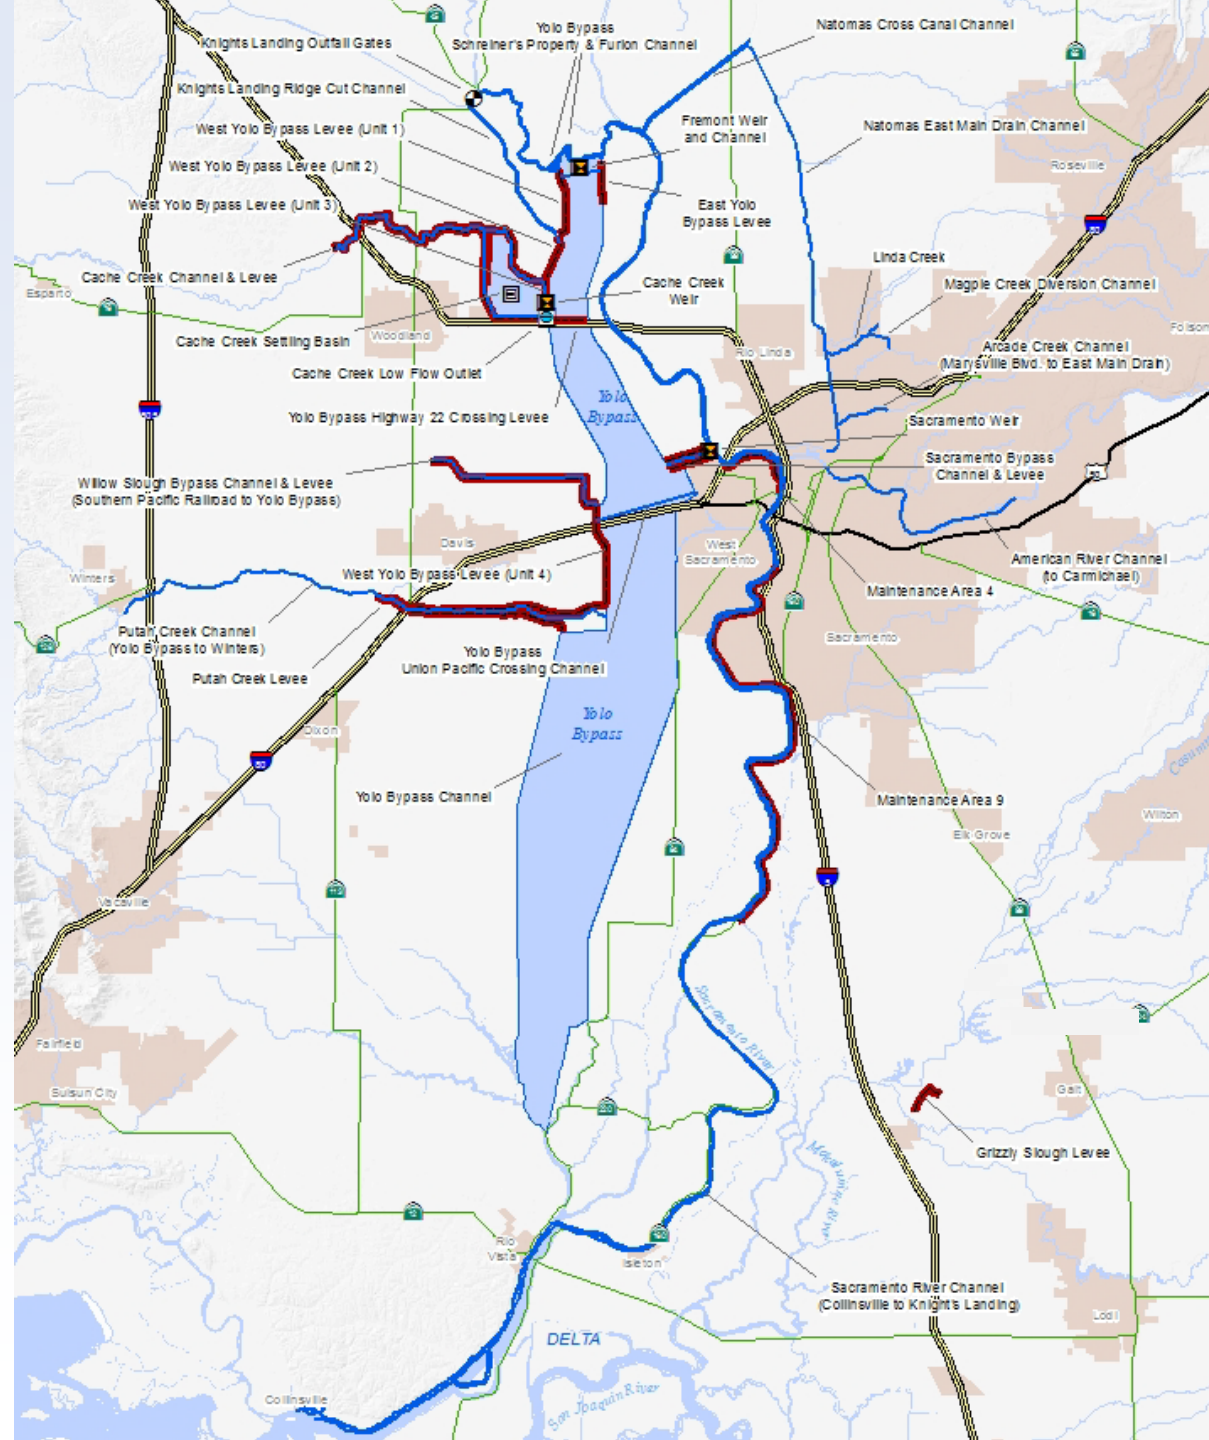 Knights Landing Outfall Gates
Yolo Bypass
Schreiner's Property & Furlon Channel
Natomas Cross Canal Channel
Knights Landing Ridge Cut Channel
West Yolo Bypass Levee (Unit 1)
Fremont Weir
and Channel
Natomas East Main Drain Channel
West Yolo Bypass Levee (Unit 2)
Roseville
West Yolo Bypass Levee (Unit 3)
East Yolo
Bypass Levee
Linda Creek
Cache Creek Channel & Levee
Cache Creek
Weir
Magpie Creek Diversion Channel
Esparto
Cache Creek Settling Basin
Woodland
Folsom
Rio Linda
Arcade Creek Channel
(Marysville Blvd. to East Main Drain)
Cache Creek Low Flow Outlet
Yolo
Bypass
Yolo Bypass Highway 22 Crossing Levee
Sacramento Weir
Sacramento Bypass
Channel & Levee
50
Willow Slough Bypass Channel & Levee
(Southern Pacific Railroad to Yolo Bypass)
Davis
West
Sacramento
American River Channel
(to Carmichael)
West Yolo Bypass Levee (Unit 4)
Winters
Maintenance Area 4
Putah Creek Channel
(Yolo Bypass to Winters)
Sacramento
Yolo Bypass
Union Pacific Crossing Channel
Putah Creek Levee
Yolo
Bypass
Dixon
Yolo Bypass Channel
Maintenance Area 9
Wilton
Elk Grove
Vacaville
Sacramento River
Fairfield
Suisun City
Galt
Grizzly Slough Levee
Mokelumne River
Rio
Vista
Isleton
Sacramento River Channel
(Collinsville to Knight's Landing)
Lodi
DELTA
Collinsville
San Joaquin River